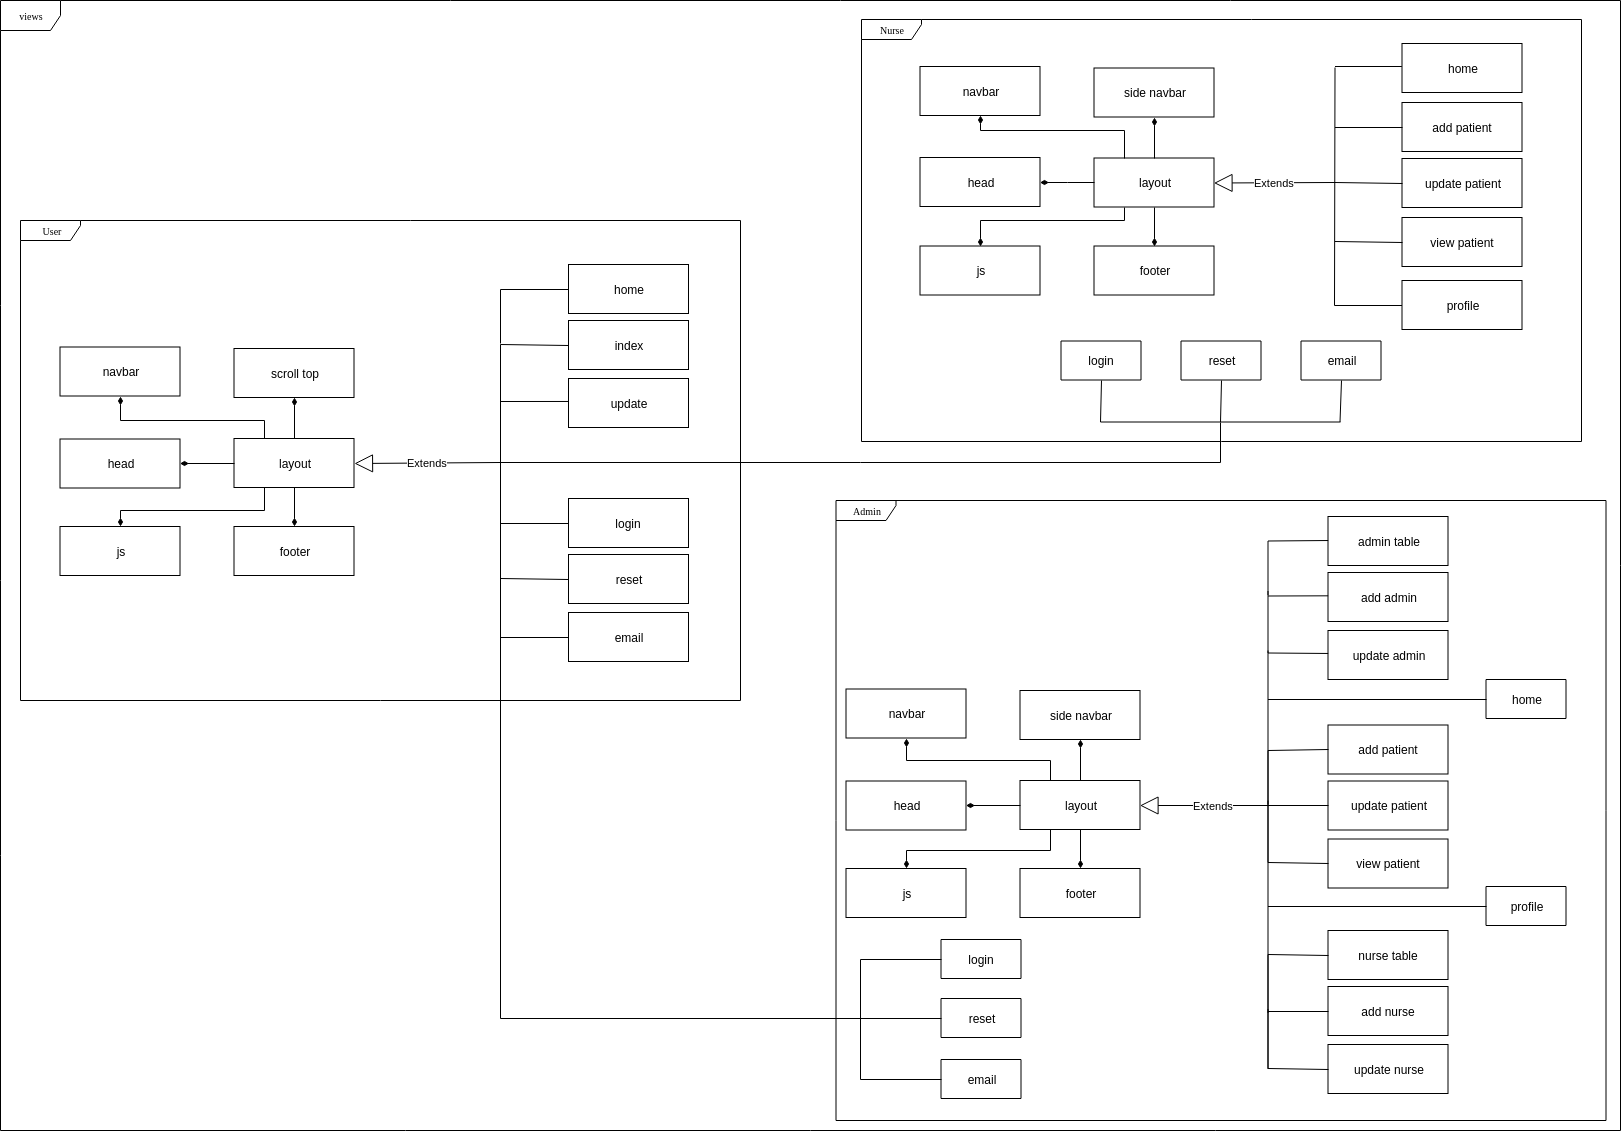 views
Nurse
navbar
side navbar
head
layout
Extends
js
footer
home
add patient
update patient
view patient
profile
login
reset
email
User
navbar
scroll top
head
layout
Extends
js
footer
home
index
update
login
reset
email
Admin
navbar
side navbar
head
layout
Extends
js
footer
login
reset
email
admin table
add admin
update admin
home
add patient
update patient
view patient
profile
nurse table
add nurse
update nurse